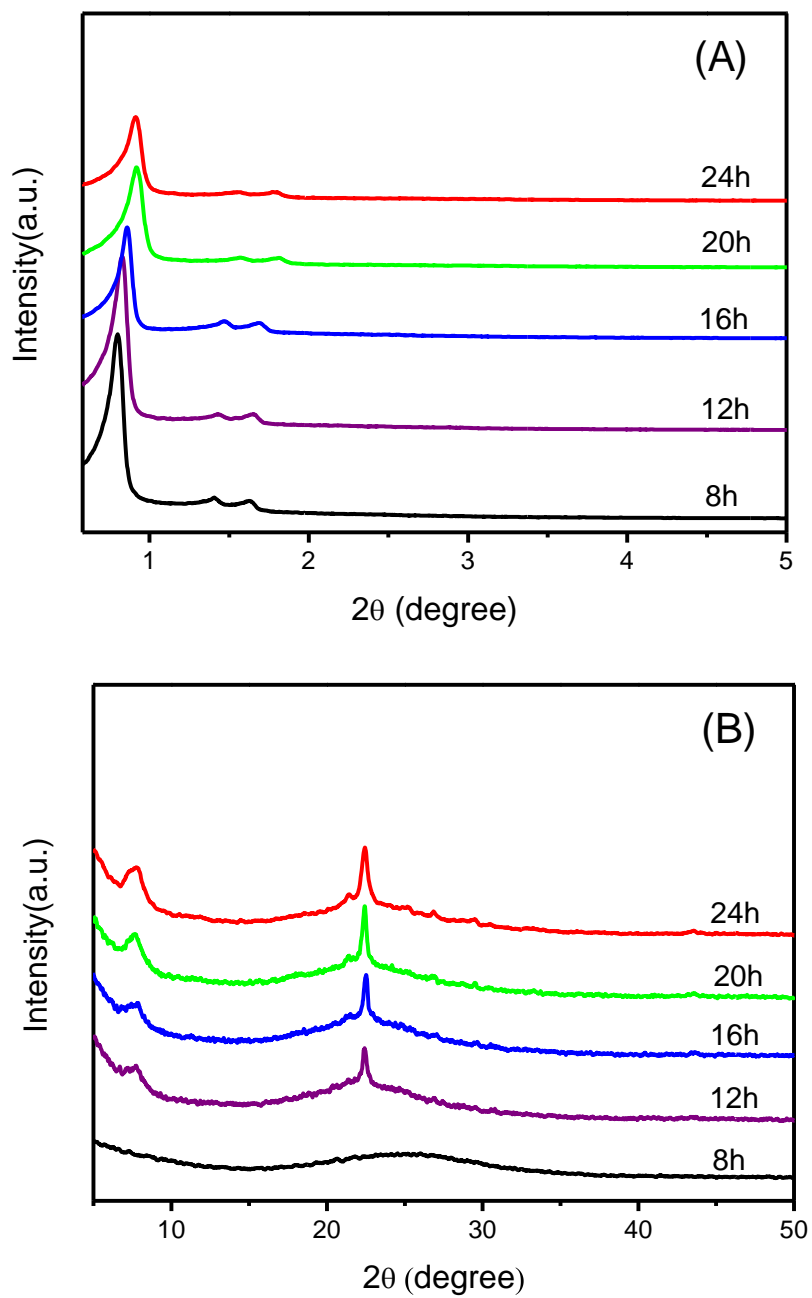 (A)
Intensity(a.u.)
24h
20h
16h
12h
8h
1 2 3 4 5
2θ (degree)
(B)
Intensity(a.u.)
24h
20h
16h
12h
8h
10 20 30 40 50
2θ (degree)